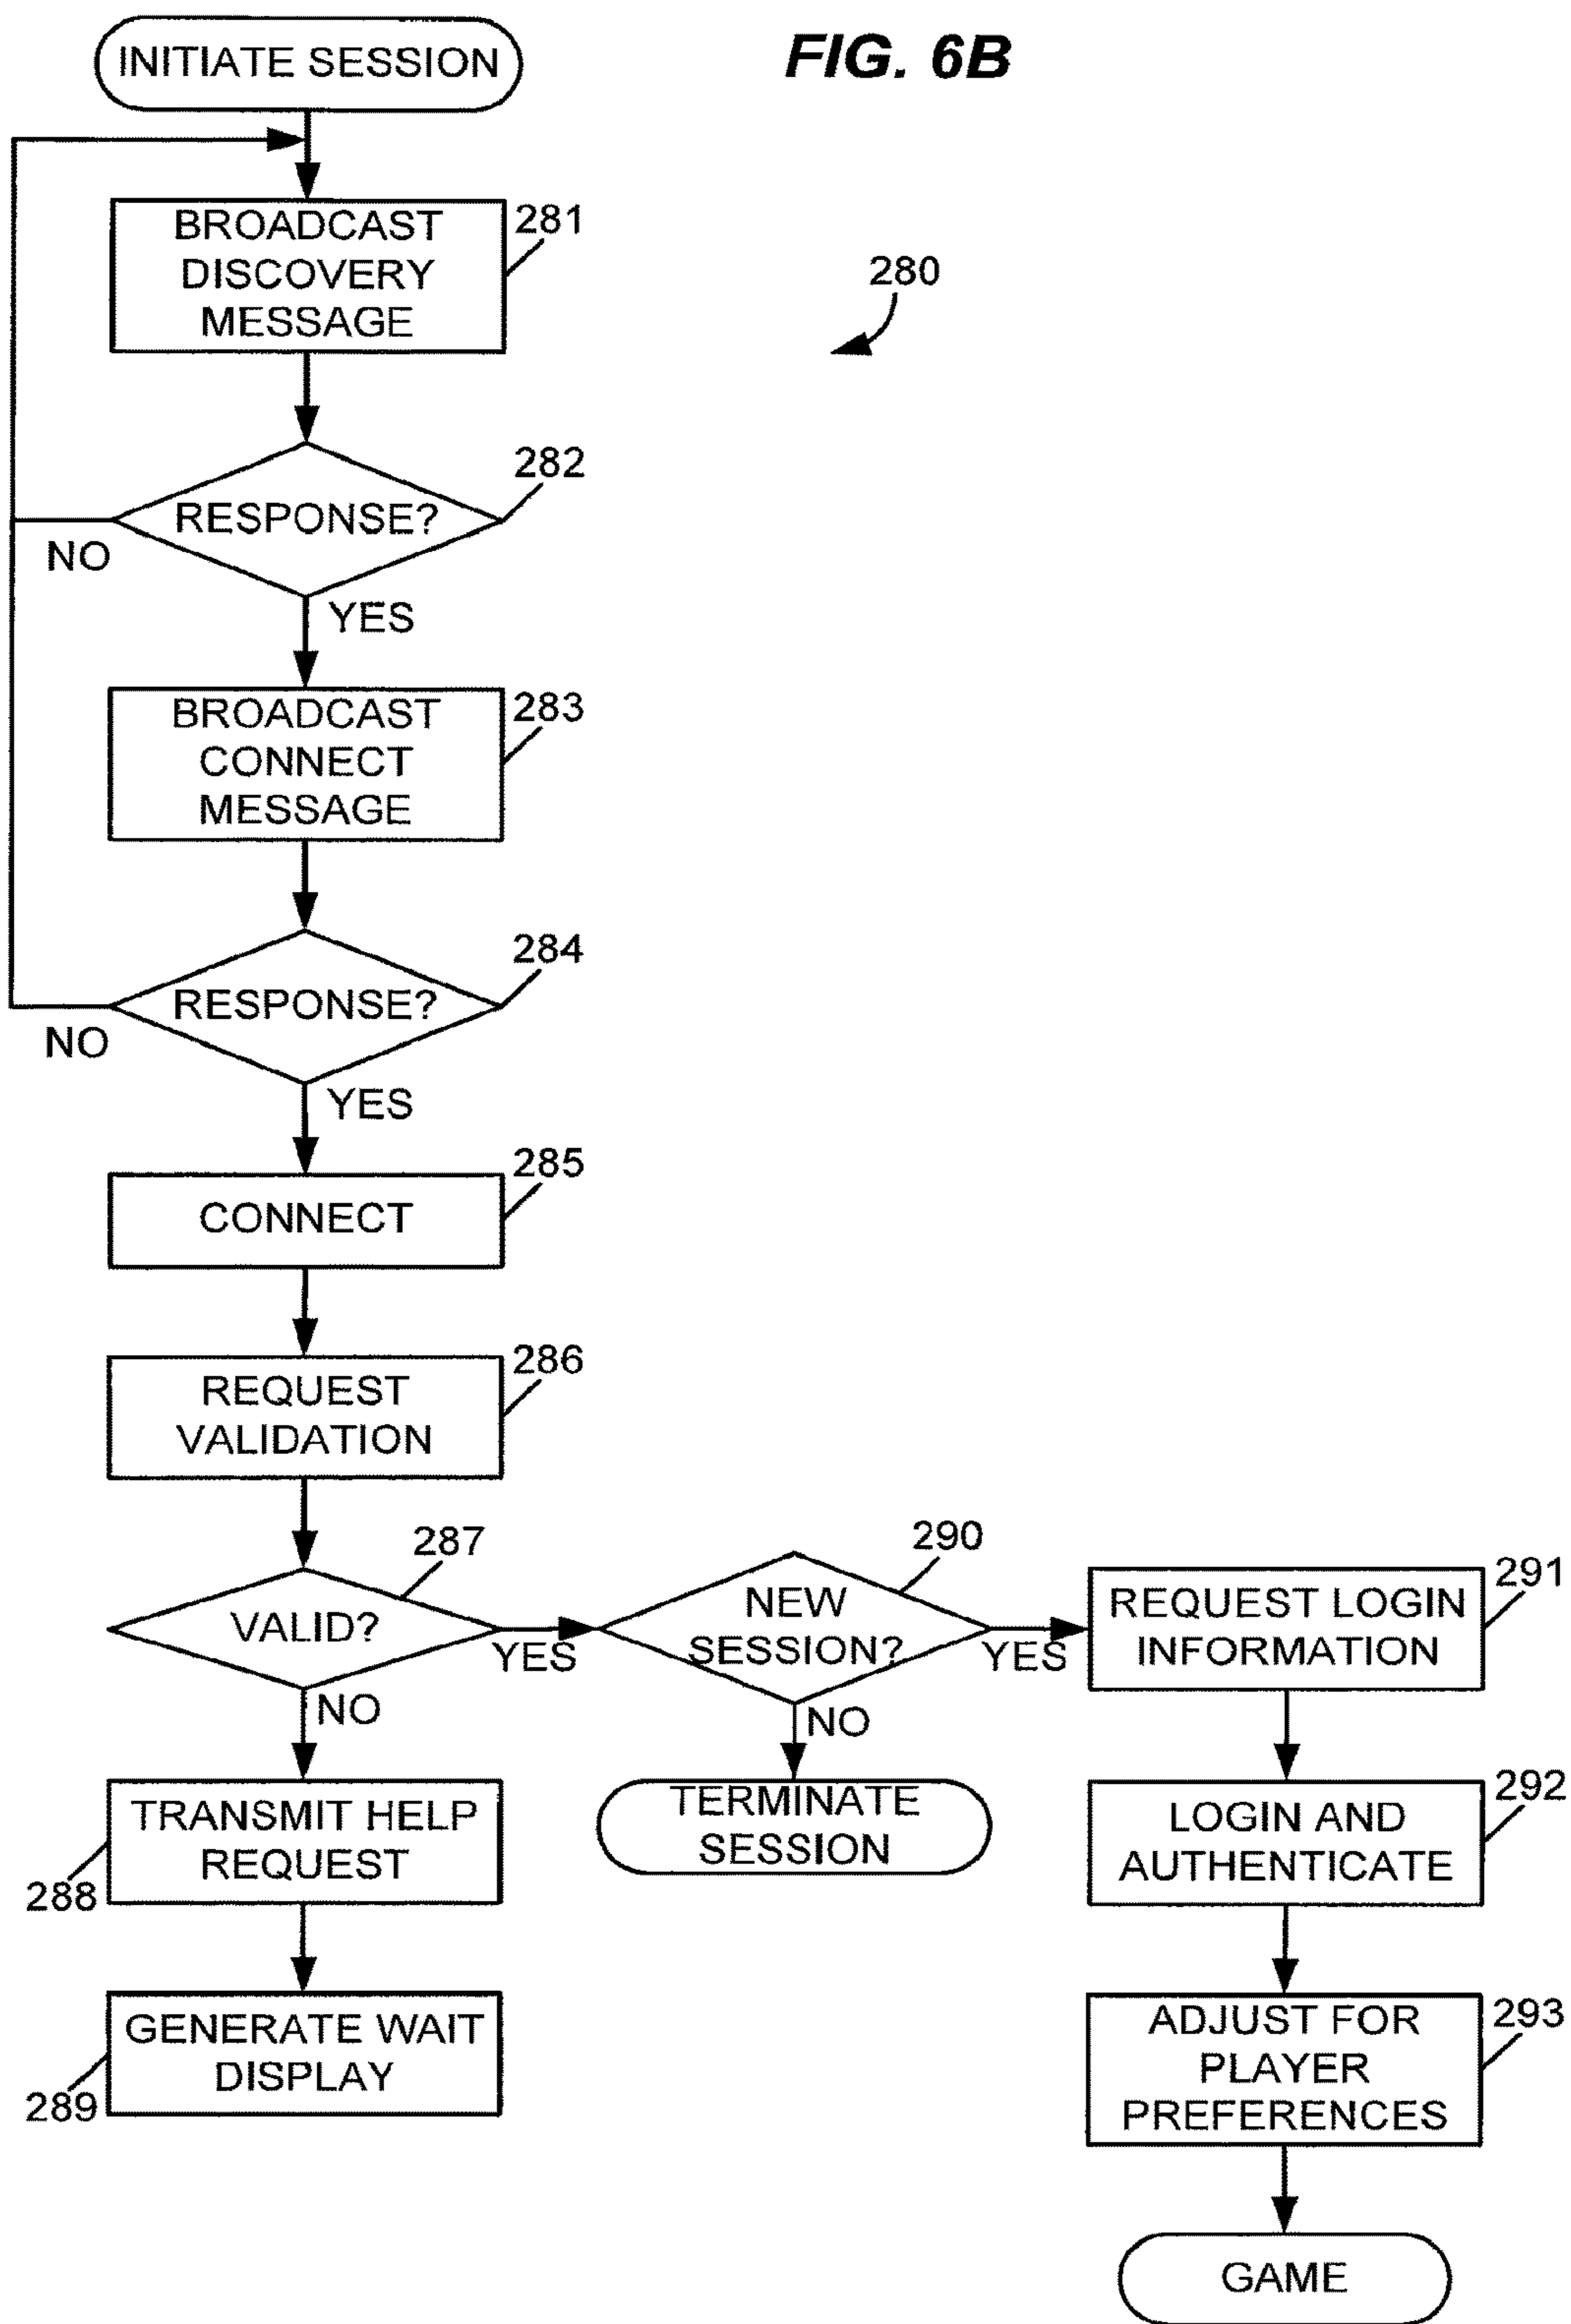 INITIATE SESSION
FIG. 6B
BROADCAST
DISCOVERY
MESSAGE
281
280
RESPONSE?
282
NO
YES
BROADCAST
CONNECT
MESSAGE
283
RESPONSE?
284
NO
YES
CONNECT
285
REQUEST
VALIDATION
286
VALID?
287
YES
NO
NEW
SESSION?
290
YES
NO
REQUEST LOGIN
INFORMATION
291
TRANSMIT HELP
REQUEST
288
TERMINATE
SESSION
LOGIN AND
AUTHENTICATE
292
GENERATE WAIT
DISPLAY
289
ADJUST FOR
PLAYER
PREFERENCES
293
GAME